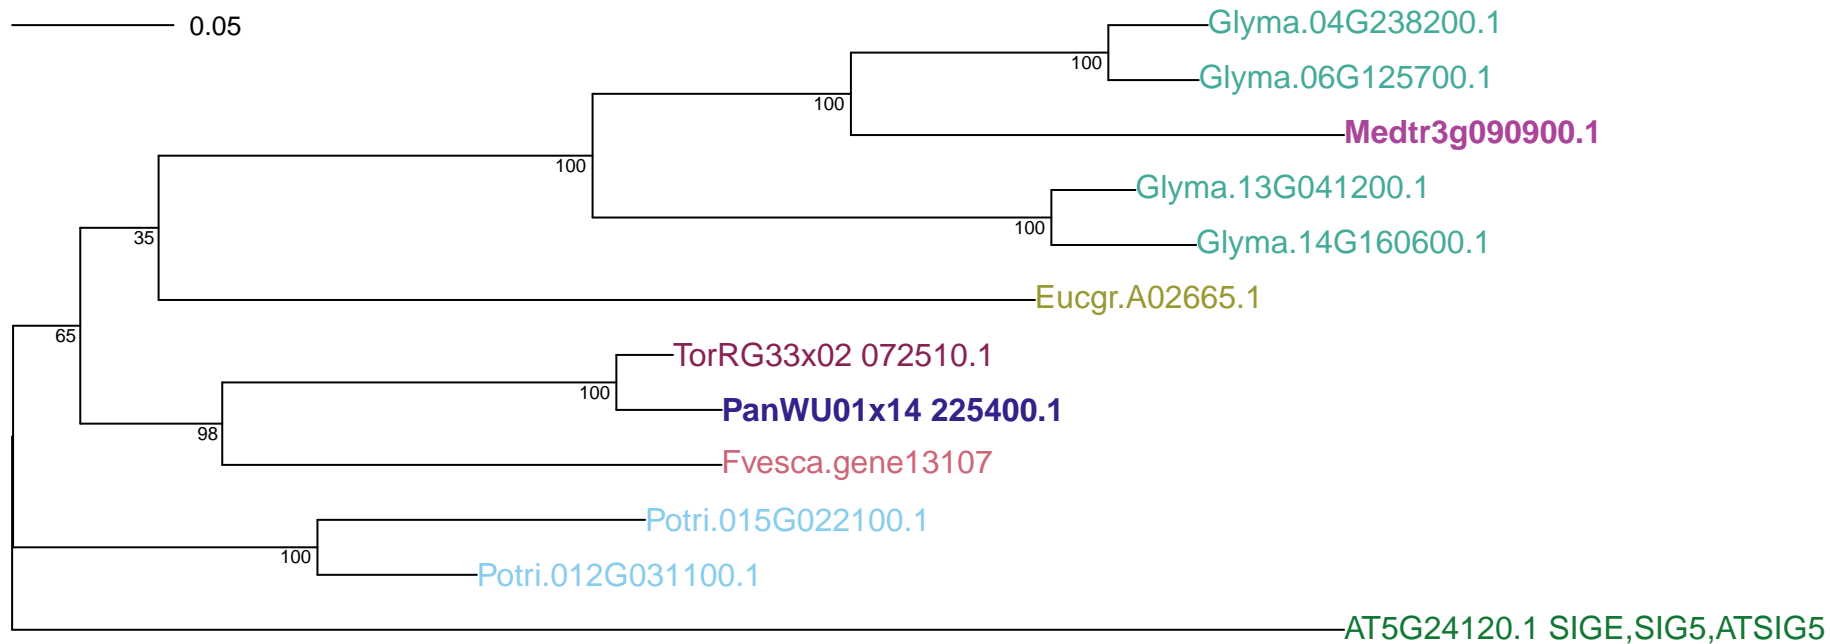 0.05
Glyma.04G238200.1
100
Glyma.06G125700.1
100
Medtr3g090900.1
100
Glyma.13G041200.1
100
Glyma.14G160600.1
35
Eucgr.A02665.1
65
TorRG33x02 072510.1
100
PanWU01x14 225400.1
98
Fvesca.gene13107
Potri.015G022100.1
100
Potri.012G031100.1
AT5G24120.1 SIGE,SIG5,ATSIG5